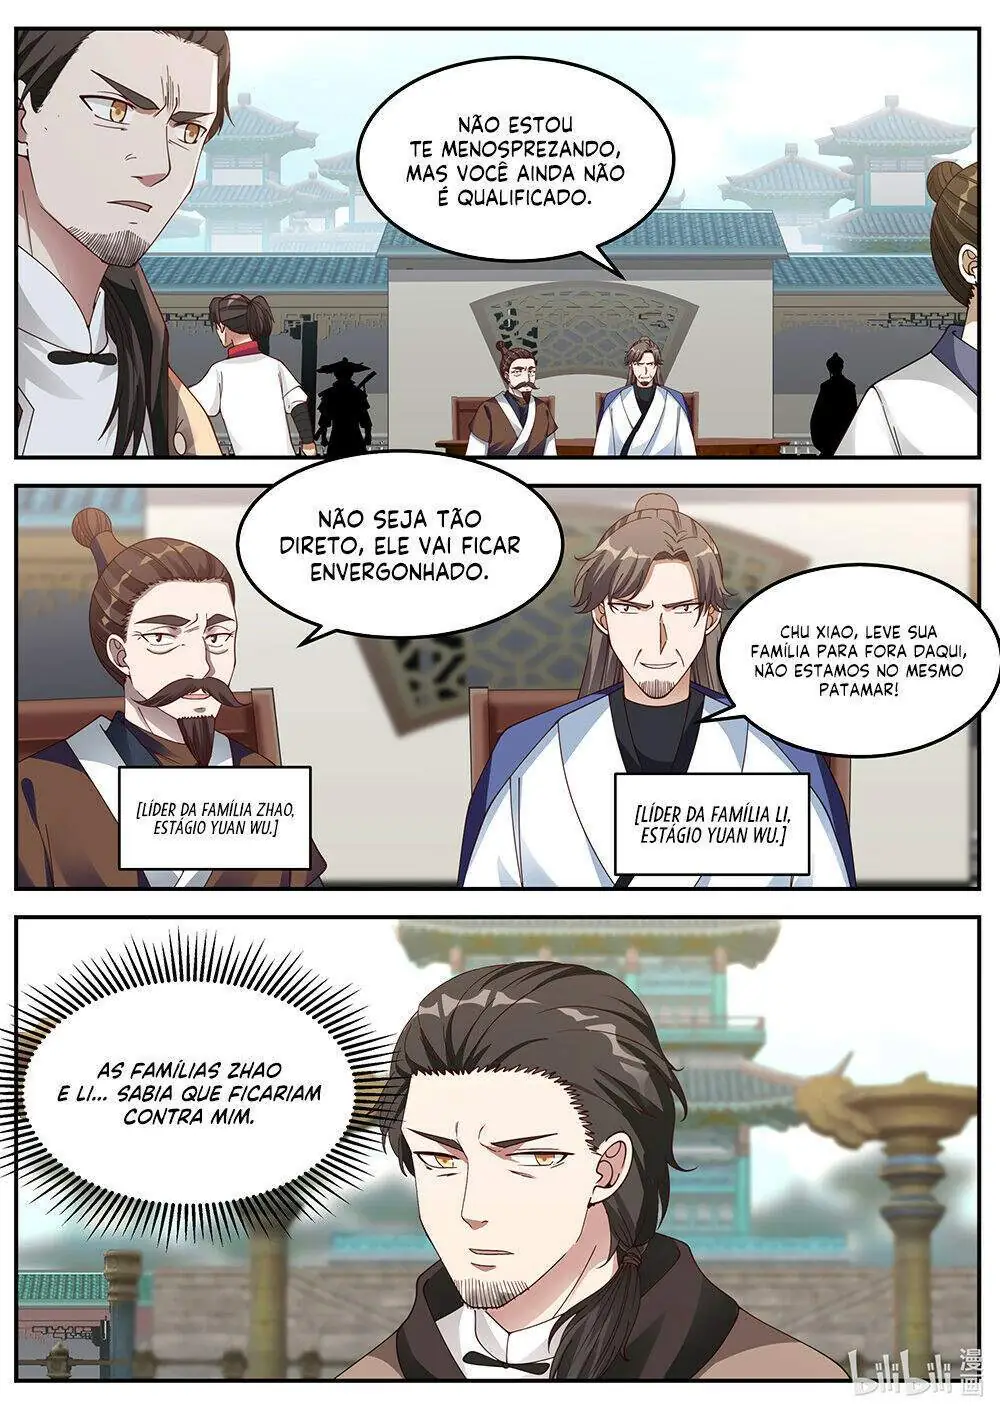 NÃO ESTOU
TE MENOSPREZANDO,
MAS VOCÊ AINDA NÃO
É QUALIFICADO.
NÃO SEJA TÃO
DIRETO, ELE VAI FICAR
ENVERGONHADO.
CHU XIAO, LEVE SUA
FAMÍLIA PARA FORA DAQUI,
NÃO ESTAMOS NO MESMO
PATAMAR!
[LÍDER DA FAMÍLIA ZHAO,
ESTÁGIO YUAN WU.]
[LÍDER DA FAMÍLIA LI,
ESTÁGIO YUAN WU.]
AS FAMÍLIAS ZHAO
E LI... SABIA QUE FICARIAM
CONTRA MIM.
bilibili 漫画